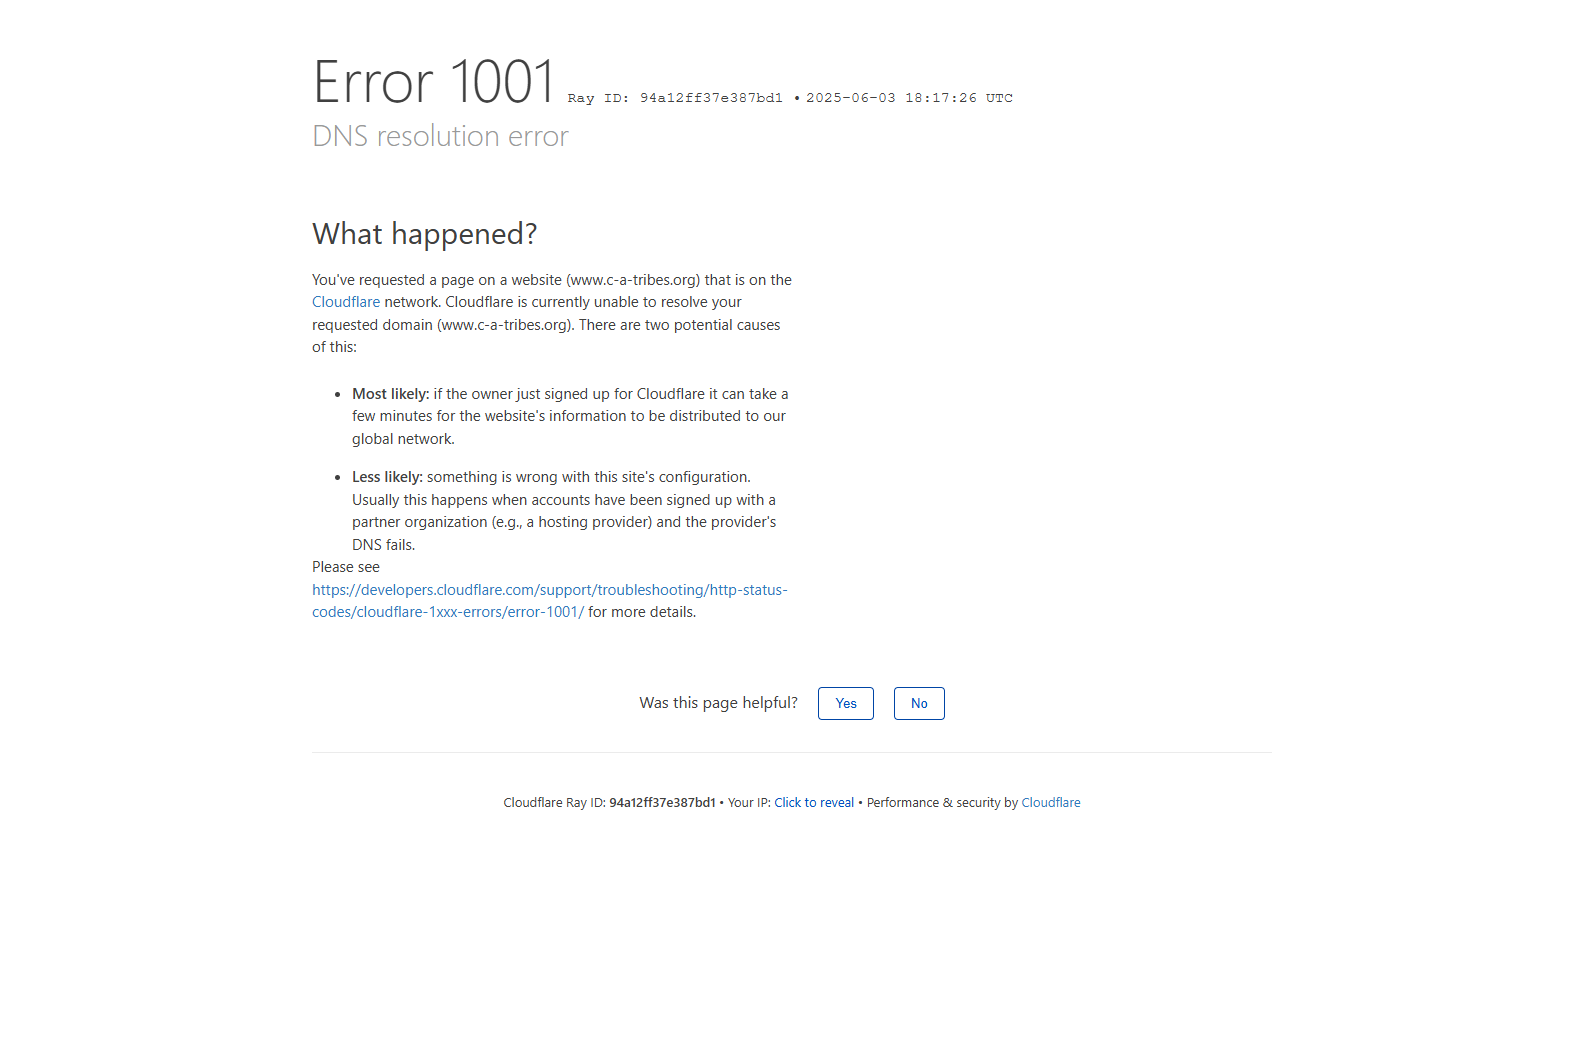 Error 1001 Ray ID: 94a12ff37e387bd1 • 2025-06-03 18:17:26 UTC
DNS resolution error
What happened?
You've requested a page on a website (www.c-a-tribes.org) that is on the
Cloudflare network. Cloudflare is currently unable to resolve your
requested domain (www.c-a-tribes.org). There are two potential causes
of this:
• Most likely: if the owner just signed up for Cloudflare it can take a
few minutes for the website's information to be distributed to our
global network.
• Less likely: something is wrong with this site's configuration.
Usually this happens when accounts have been signed up with a
partner organization (e.g., a hosting provider) and the provider's
DNS fails.
Please see
https://developers.cloudflare.com/support/troubleshooting/http-status-
codes/cloudflare-1xxx-errors/error-1001/ for more details.
Was this page helpful? Yes No
Cloudflare Ray ID: 94a12ff37e387bd1 • Your IP: Click to reveal • Performance & security by Cloudflare